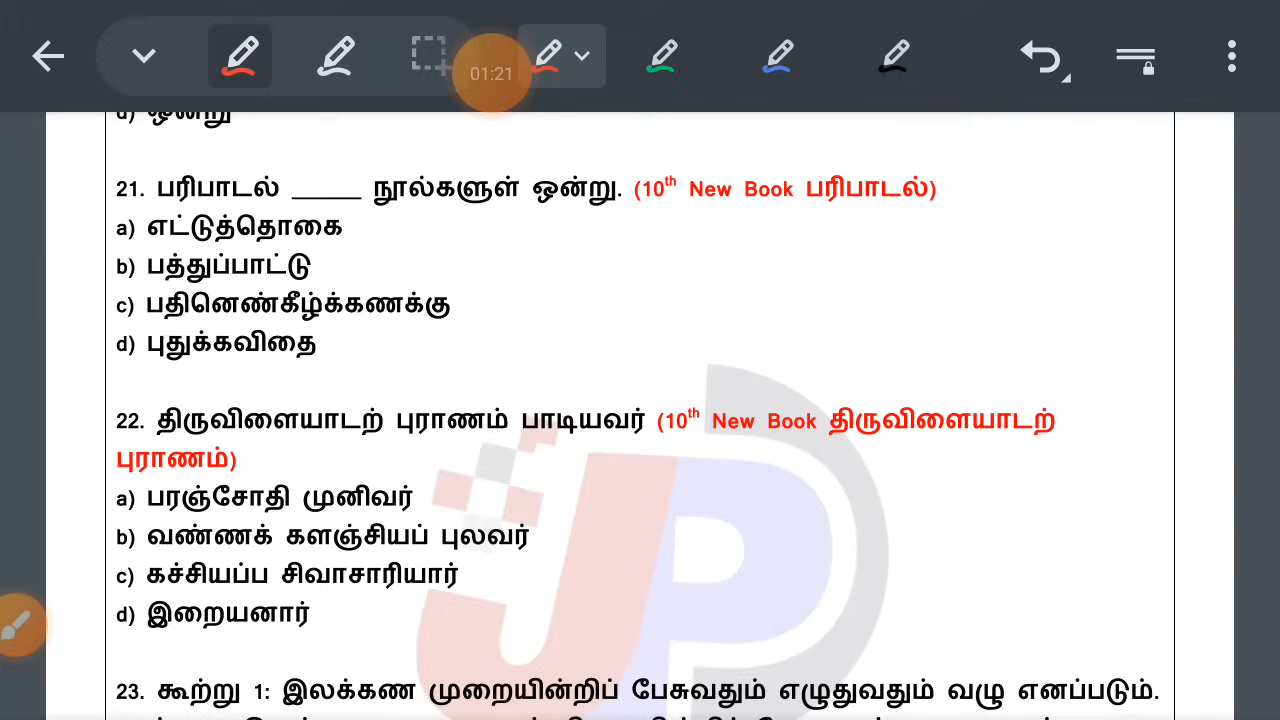 01:21
d) ஒன்று
21. பரிபாடல் ______ நூல்களுள் ஒன்று. (10th New Book பரிபாடல்)
a) எட்டுத்தொகை
b) பத்துப்பாட்டு
c) பதினெண்கீழ்க்கணக்கு
d) புதுக்கவிதை
22. திருவிளையாடற் புராணம் பாடியவர் (10th New Book திருவிளையாடற்
புராணம்)
a) பரஞ்சோதி முனிவர்
b) வண்ணக் களஞ்சியப் புலவர்
c) கச்சியப்ப சிவாசாரியார்
d) இறையனார்
JP
23. கூற்று 1: இலக்கண முறையின்றிப் பேசுவதும் எழுதுவதும் வழு எனப்படும்.